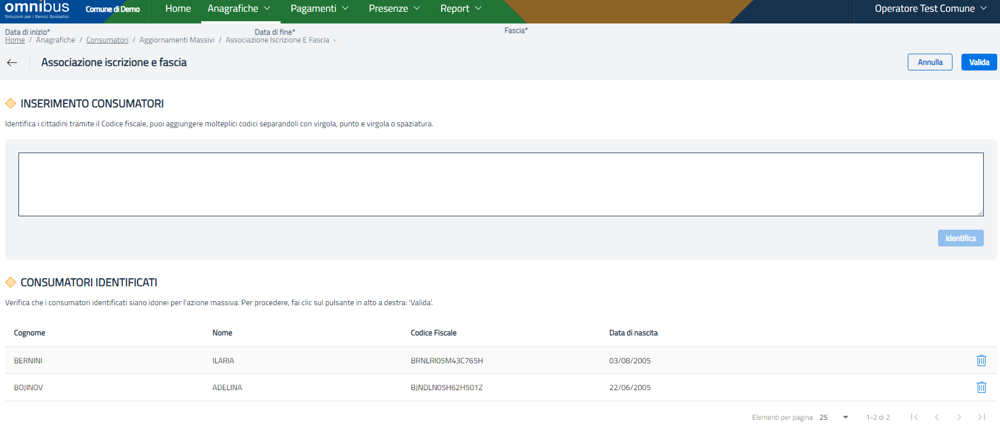 omnibus
Soluzioni per i Servizi Scolastici
Comune di Demo
Home Anagrafiche Pagamenti Presenze Report
Operatore Test Comune
Data di inizio* Data di fine* Fascia*
Home / Anagrafiche / Consumatori / Aggiornamenti Massivi / Associazione Iscrizione E Fascia ›
Associazione iscrizione e fascia
Annulla Valida
INSERIMENTO CONSUMATORI
Identifica i cittadini tramite il Codice fiscale, puoi aggiungere molteplici codici separandoli con virgola, punto e virgola o spaziatura.
Identifica
CONSUMATORI IDENTIFICATI
Verifica che i consumatori identificati siano idonei per l'azione massiva. Per procedere, fai clic sul pulsante in alto a destra: 'Valida'.
Cognome Nome Codice Fiscale Data di nascita
BERNINI ILARIA BRNLRI05M43C765H 03/08/2005
BOJINOV ADELINA BJNDLN05H62H501Z 22/06/2005
Elementi per pagina 25 1-2 di 2